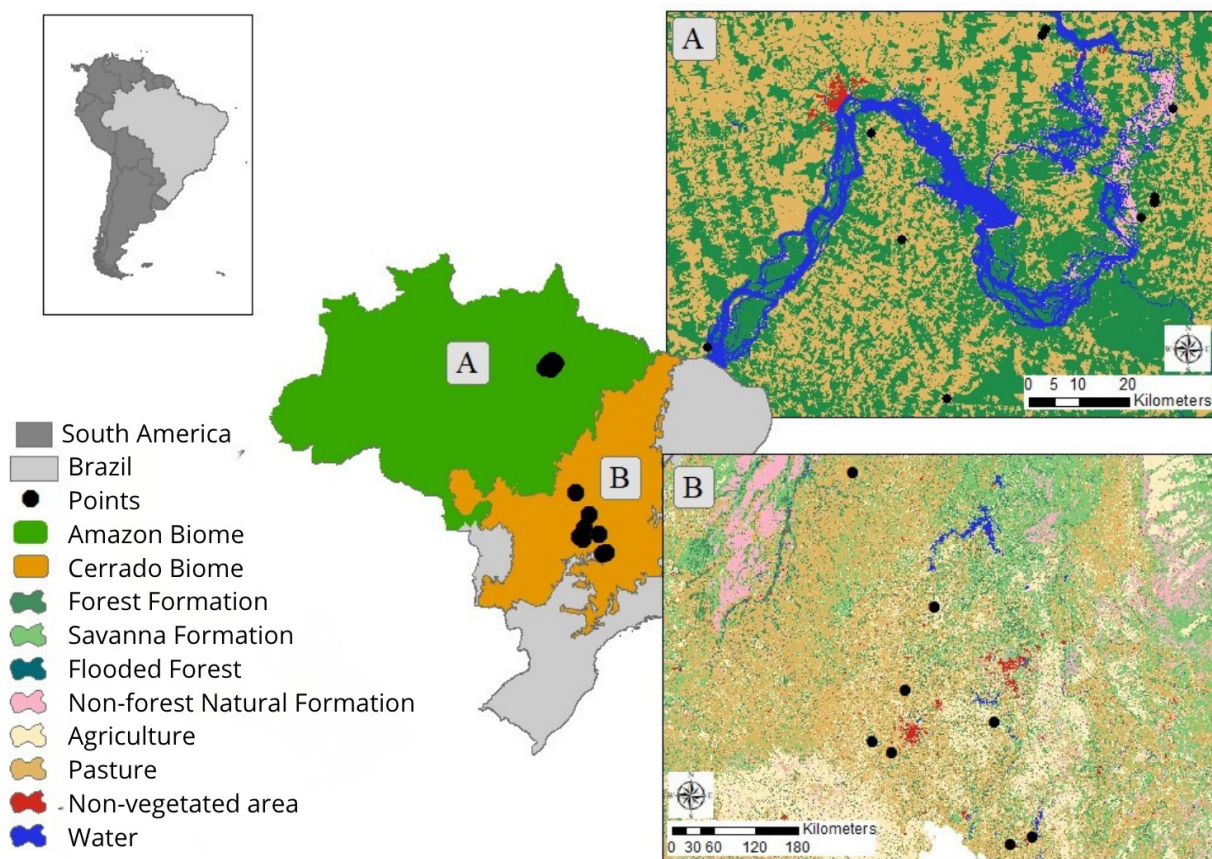 A
N
W
E
S
0 5 10 20
Kilometers
A
B
South America
Brazil
Points
Amazon Biome
Cerrado Biome
Forest Formation
Savanna Formation
Flooded Forest
Non-forest Natural Formation
Agriculture
Pasture
Non-vegetated area
Water
B
N
W
E
S
Kilometers
0 30 60 120 180